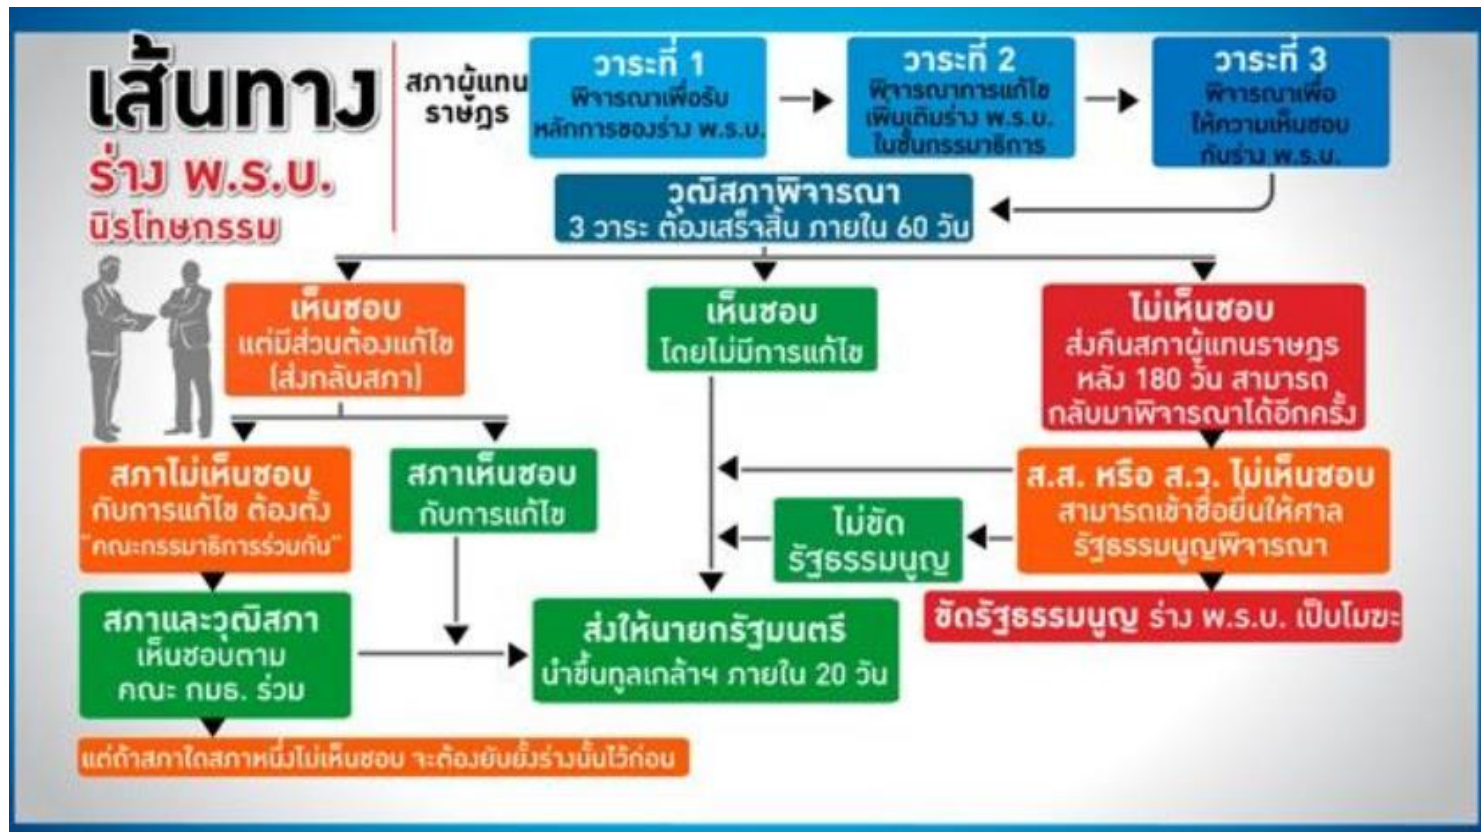 เส้นทาง
ร่าง พ.ร.บ.
นิรโทษกรรม
สภาผู้แทน
ราษฎร
วาระที่ 1
พิจารณาเพื่อรับ
หลักการของร่าง พ.ร.บ.
วาระที่ 2
พิจารณาการแก้ไข
เพิ่มเติมร่าง พ.ร.บ.
ในชั้นกรรมาธิการ
วาระที่ 3
พิจารณาเพื่อ
ให้ความเห็นชอบ
กับร่าง พ.ร.บ.
วุฒิสภาพิจารณา
3 วาระ ต้องเสร็จสิ้น ภายใน 60 วัน
เห็นชอบ
แต่มีส่วนต้องแก้ไข
(ส่งกลับสภา)
เห็นชอบ
โดยไม่มีการแก้ไข
ไม่เห็นชอบ
ส่งคืนสภาผู้แทนราษฎร
หลัง 180 วัน สามารถ
กลับมาพิจารณาได้อีกครั้ง
สภาไม่เห็นชอบ
กับการแก้ไข ต้องตั้ง
"คณะกรรมาธิการร่วมกัน"
สภาเห็นชอบ
กับการแก้ไข
ส.ส. หรือ ส.ว. ไม่เห็นชอบ
สามารถเข้าชื่อยื่นให้ศาล
รัฐธรรมนูญพิจารณา
ไม่ขัด
รัฐธรรมนูญ
สภาและวุฒิสภา
เห็นชอบตาม
คณะ กมธ. ร่วม
ส่งให้นายกรัฐมนตรี
นำขึ้นทูลเกล้าฯ ภายใน 20 วัน
ขัดรัฐธรรมนูญ ร่าง พ.ร.บ. เป็นโมฆะ
แต่ถ้าสภาใดสภาหนึ่งไม่เห็นชอบ จะต้องยับยั้งร่างนั้นไว้ก่อน